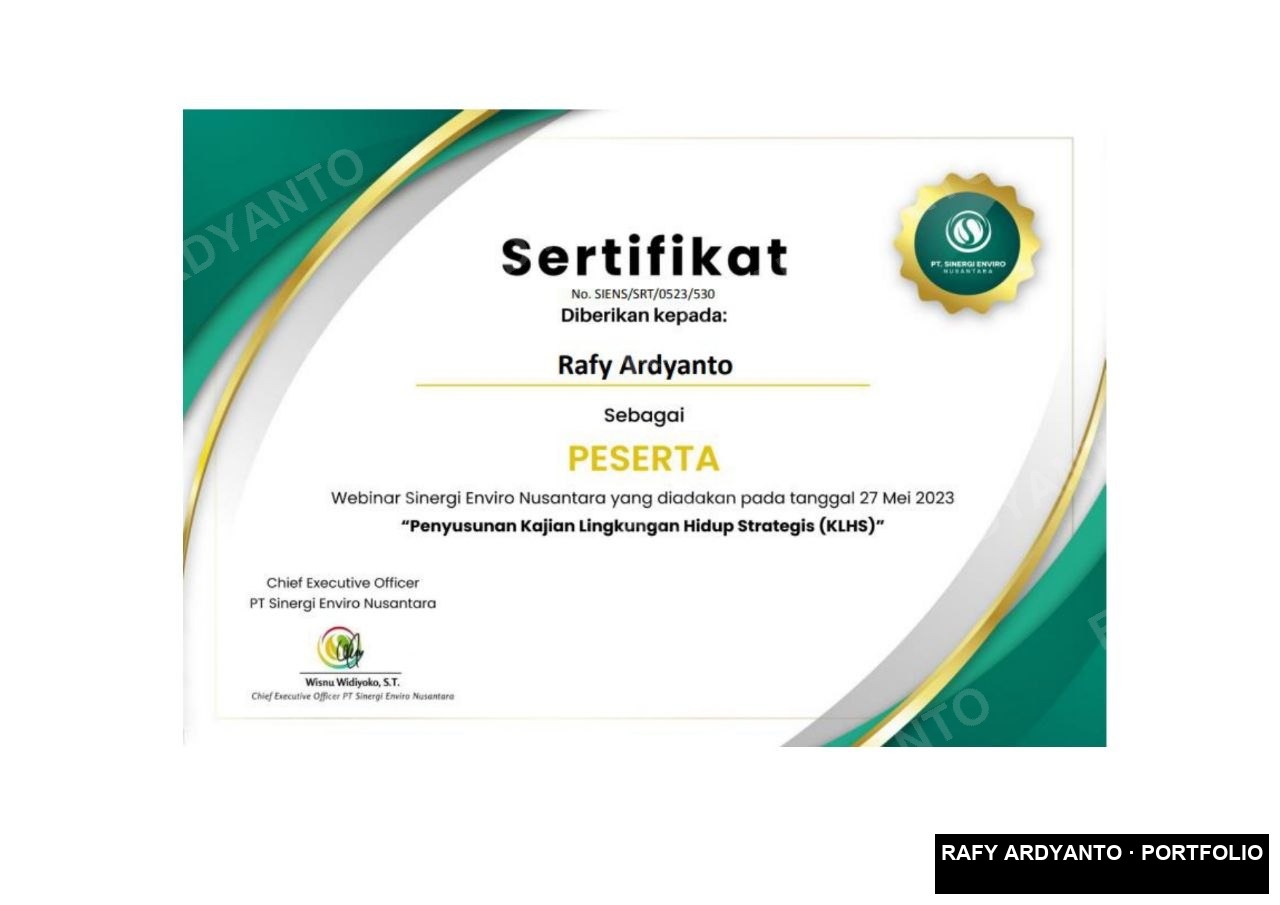 Sertifikat
No. SIENS/SRT/0523/530
Diberikan kepada:
PT. SINERGI ENVIRO
NUSANTARA
Rafy Ardyanto
Sebagai
PESERTA
Webinar Sinergi Enviro Nusantara yang diadakan pada tanggal 27 Mei 2023
“Penyusunan Kajian Lingkungan Hidup Strategis (KLHS)”
Chief Executive Officer
PT Sinergi Enviro Nusantara
Wisnu Widiyoko, S.T.
Chief Executive Officer PT Sinergi Enviro Nusantara
RAFY ARDYANTO · PORTFOLIO